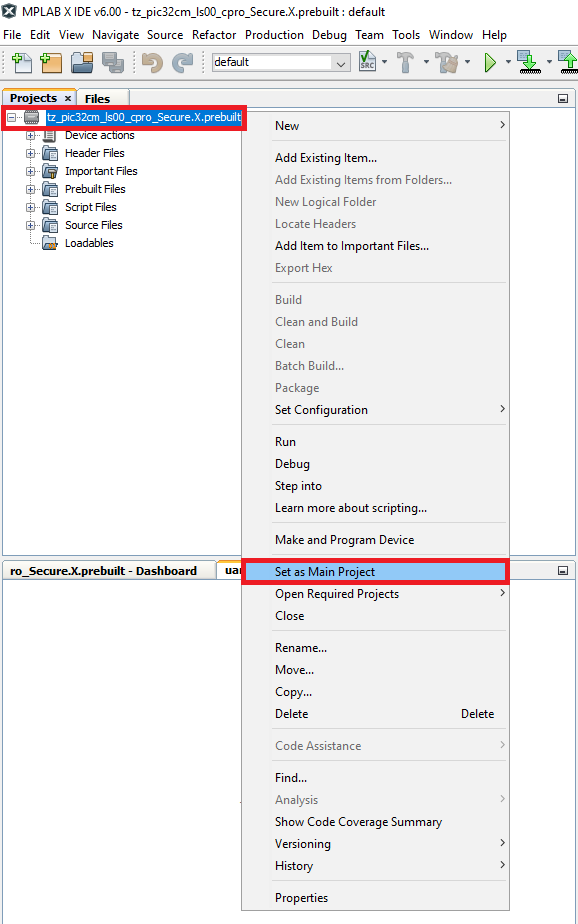 MPLAB X IDE v6.00 - tz_pic32cm_ls00_cpro_Secure.X.prebuilt : default
File Edit View Navigate Source Refactor Production Debug Team Tools Window Help
default
SRC
Projects × Files
tz_pic32cm_ls00_cpro_Secure.X.prebuilt
Device actions
Header Files
Important Files
Prebuilt Files
Script Files
Source Files
Loadables
New
Add Existing Item...
Add Existing Items from Folders...
New Logical Folder
Locate Headers
Add Item to Important Files...
Export Hex
Build
Clean and Build
Clean
Batch Build...
Package
Set Configuration
Run
Debug
Step into
Learn more about scripting...
Make and Program Device
Set as Main Project
Open Required Projects
Close
Rename...
Move...
Copy...
Delete Delete
Code Assistance
Find...
Analysis
Show Code Coverage Summary
Versioning
History
Properties
ro_Secure.X.prebuilt - Dashboard